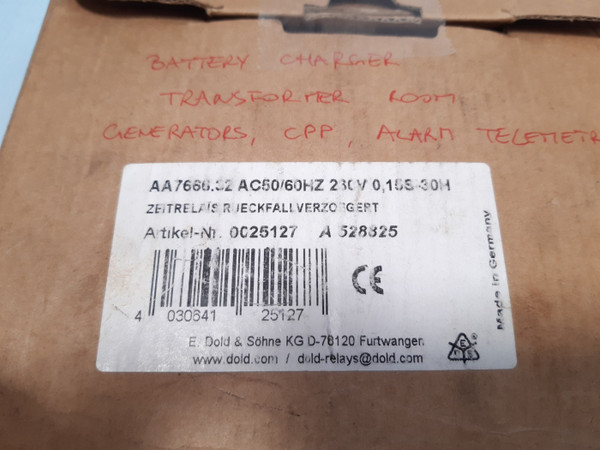 BATTERY CHARGER
TRANSFORMER ROOM
GENERATORS, CPP, ALARM TELEMETR
AA7666.32 AC50/60HZ 230V 0,15S-30H
ZEITRELAIS RUECKFALLVERZOEGERT
Artikel-Nr. 0025127 A 528825
4 030641 25127
E. Dold & Söhne KG D-78120 Furtwangen
www.dold.com / dold-relays@dold.com
Made in Germany
CE